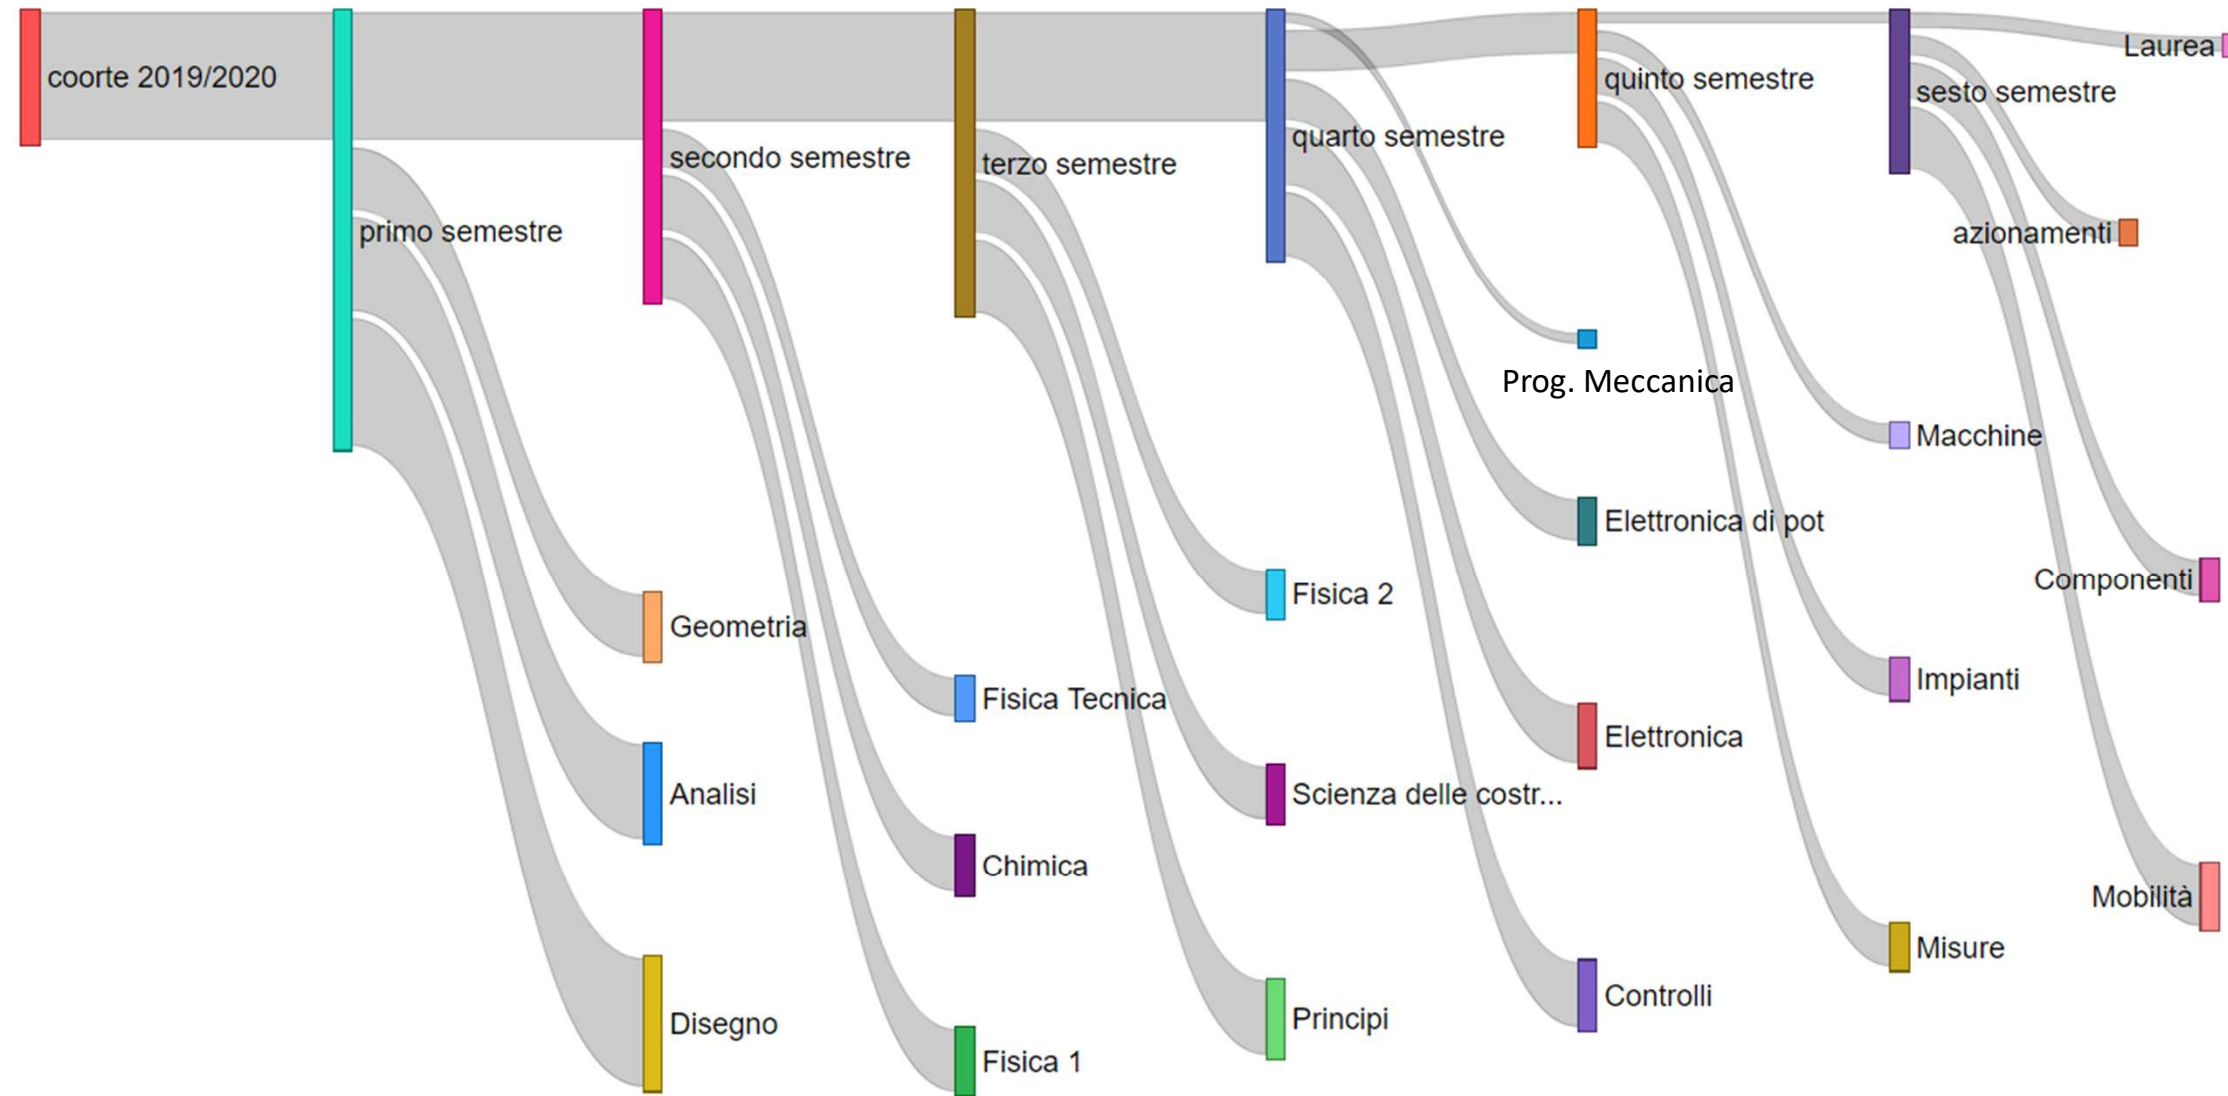 coorte 2019/2020
primo semestre
secondo semestre
terzo semestre
quarto semestre
quinto semestre
sesto semestre
Laurea
azionamenti
Prog. Meccanica
Macchine
Elettronica di pot
Componenti
Fisica 2
Geometria
Impianti
Fisica Tecnica
Elettronica
Analisi
Scienza delle costr...
Chimica
Mobilità
Misure
Controlli
Disegno
Principi
Fisica 1